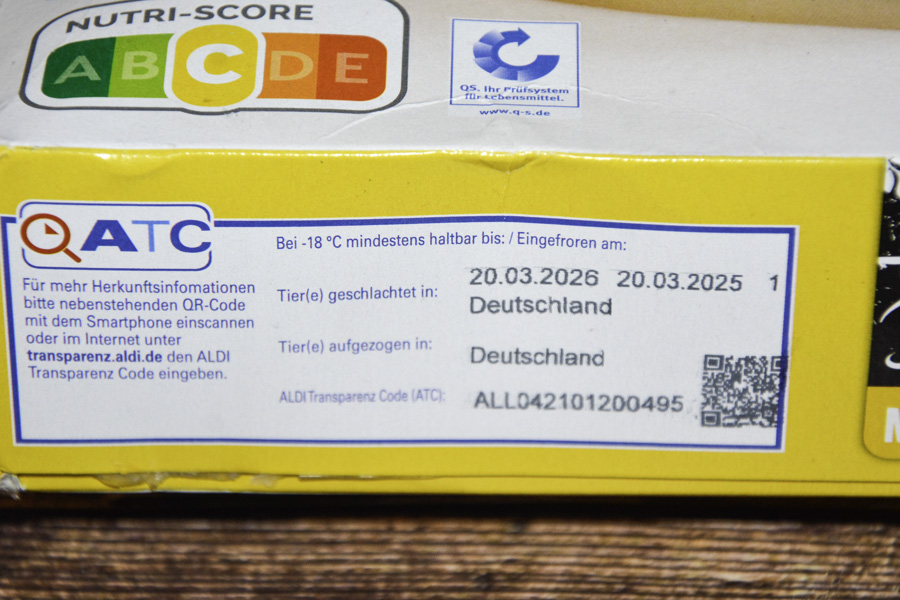 NUTRI-SCORE
A B C D E
QS. Ihr Prüfsystem
für Lebensmittel.
www.q-s.de
ATC
Bei -18 °C mindestens haltbar bis: / Eingefroren am:
20.03.2026 20.03.2025 1
Tier(e) geschlachtet in:
Deutschland
Tier(e) aufgezogen in:
Deutschland
ALDI Transparenz Code (ATC):
ALL042101200495
Für mehr Herkunftsinfomationen
bitte nebenstehenden QR-Code
mit dem Smartphone einscannen
oder im Internet unter
transparenz.aldi.de den ALDI
Transparenz Code eingeben.